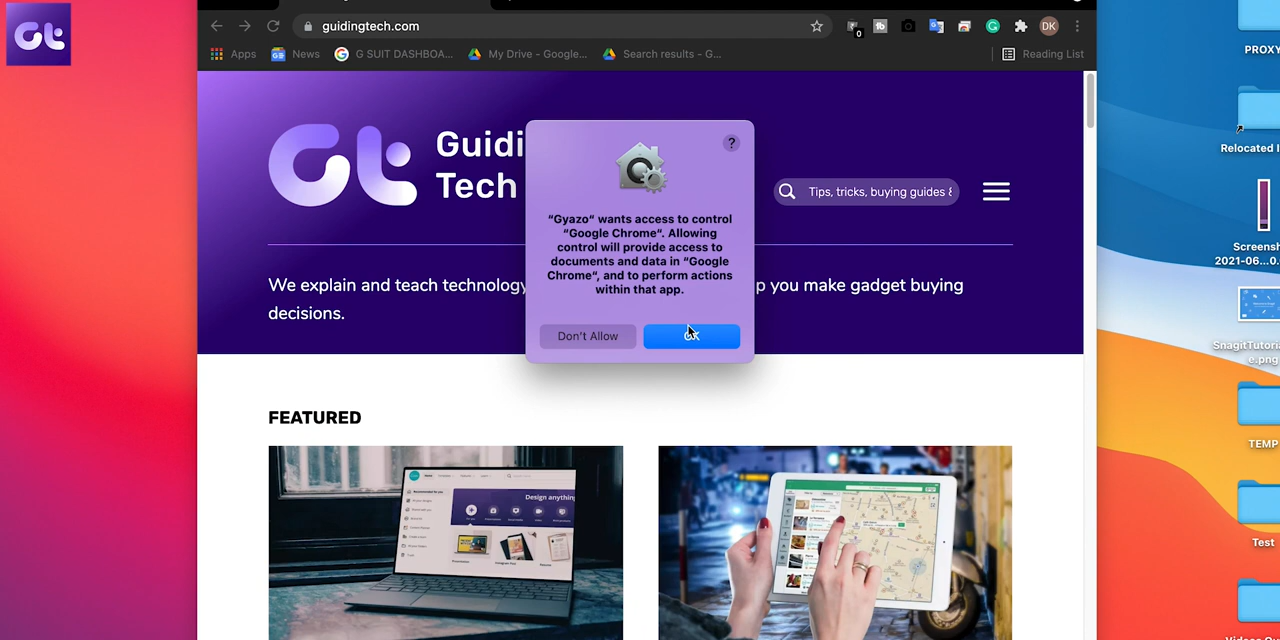 guidingtech.com
0
DK
Apps
News
G SUIT DASHBOA...
My Drive - Google...
Search results - G...
Reading List
PROXY
Relocated I
Screensh
2021-06...0.
SnagitTutori
e.png
TEMP
Test
Guidi
Tech
Tips, tricks, buying guides &
We explain and teach technology
p you make gadget buying
decisions.
?
“Gyazo“ wants access to control
“Google Chrome“. Allowing
control will provide access to
documents and data in “Google
Chrome“, and to perform actions
within that app.
Don't Allow
FEATURED
Design anything